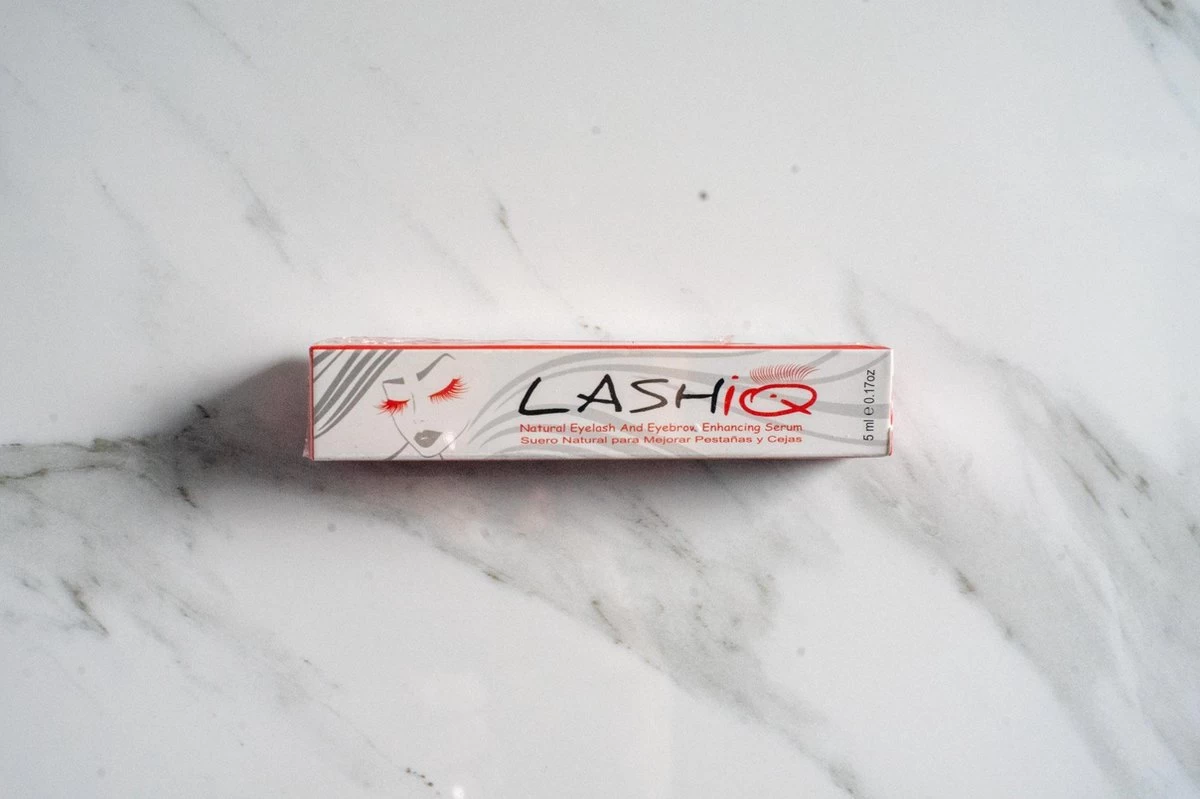 LASHiQ
Natural Eyelash And Eyebrow Enhancing Serum
Suero Natural para Mejorar Pestañas y Cejas
5 ml ℮ 0.17oz